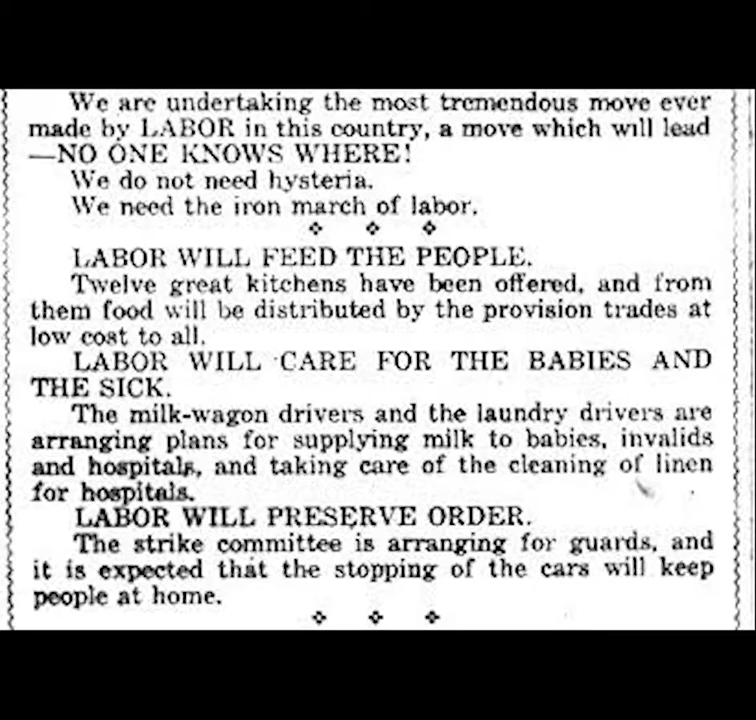 We are undertaking the most tremendous move ever
made by LABOR in this country, a move which will lead
—NO ONE KNOWS WHERE!
We do not need hysteria.
We need the iron march of labor.
LABOR WILL FEED THE PEOPLE.
Twelve great kitchens have been offered, and from
them food will be distributed by the provision trades at
low cost to all.
LABOR WILL CARE FOR THE BABIES AND
THE SICK.
The milk-wagon drivers and the laundry drivers are
arranging plans for supplying milk to babies, invalids
and hospitals, and taking care of the cleaning of linen
for hospitals.
LABOR WILL PRESERVE ORDER.
The strike committee is arranging for guards, and
it is expected that the stopping of the cars will keep
people at home.